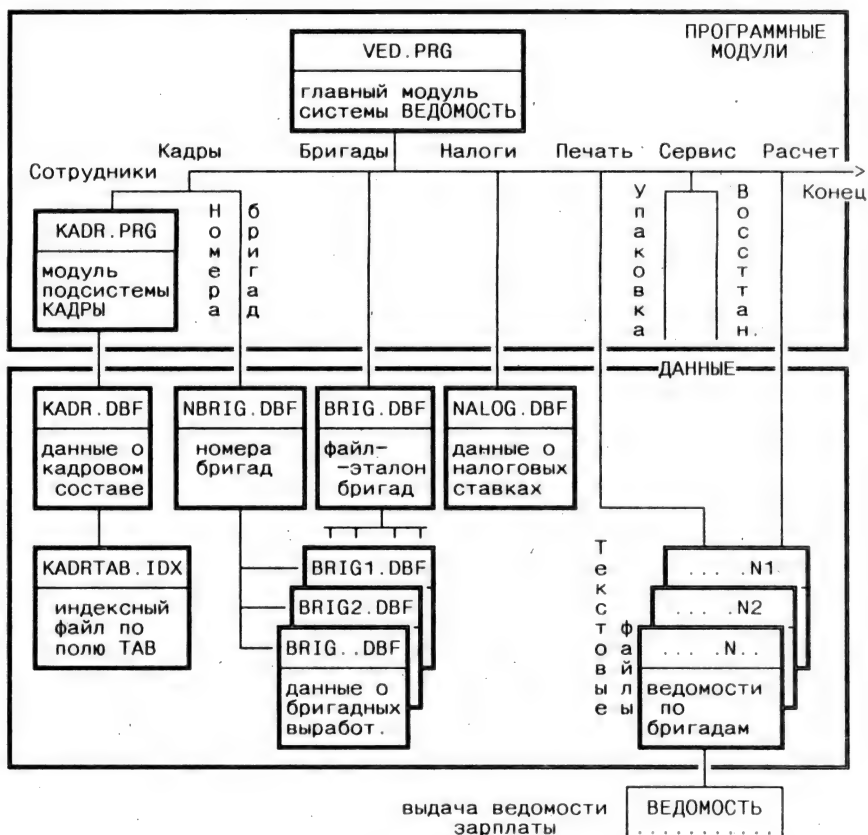 ПРОГРАММНЫЕ
МОДУЛИ
VED.PRG
главный модуль
системы ВЕДОМОСТЬ
Кадры Бригады Налоги Печать Сервис Расчет
Сотрудники
Конец
KADR.PRG
модуль
подсистемы
КАДРЫ
Номера
бригад
Упаковка
Восстан.
ДАННЫЕ
KADR.DBF
данные о
кадровом
составе
NBRIG.DBF
номера
бригад
BRIG.DBF
файл-
-эталон
бригад
NALOG.DBF
данные о
налоговых
ставках
KADRTAB.IDX
индексный
файл по
полю TAB
BRIG1.DBF
BRIG2.DBF
BRIG..DBF
данные о
бригадных
выработ.
Текстовые
файлы
... .N1
... .N2
... .N..
ведомости
по
бригадам
выдача ведомости
зарплаты
ВЕДОМОСТЬ
...........